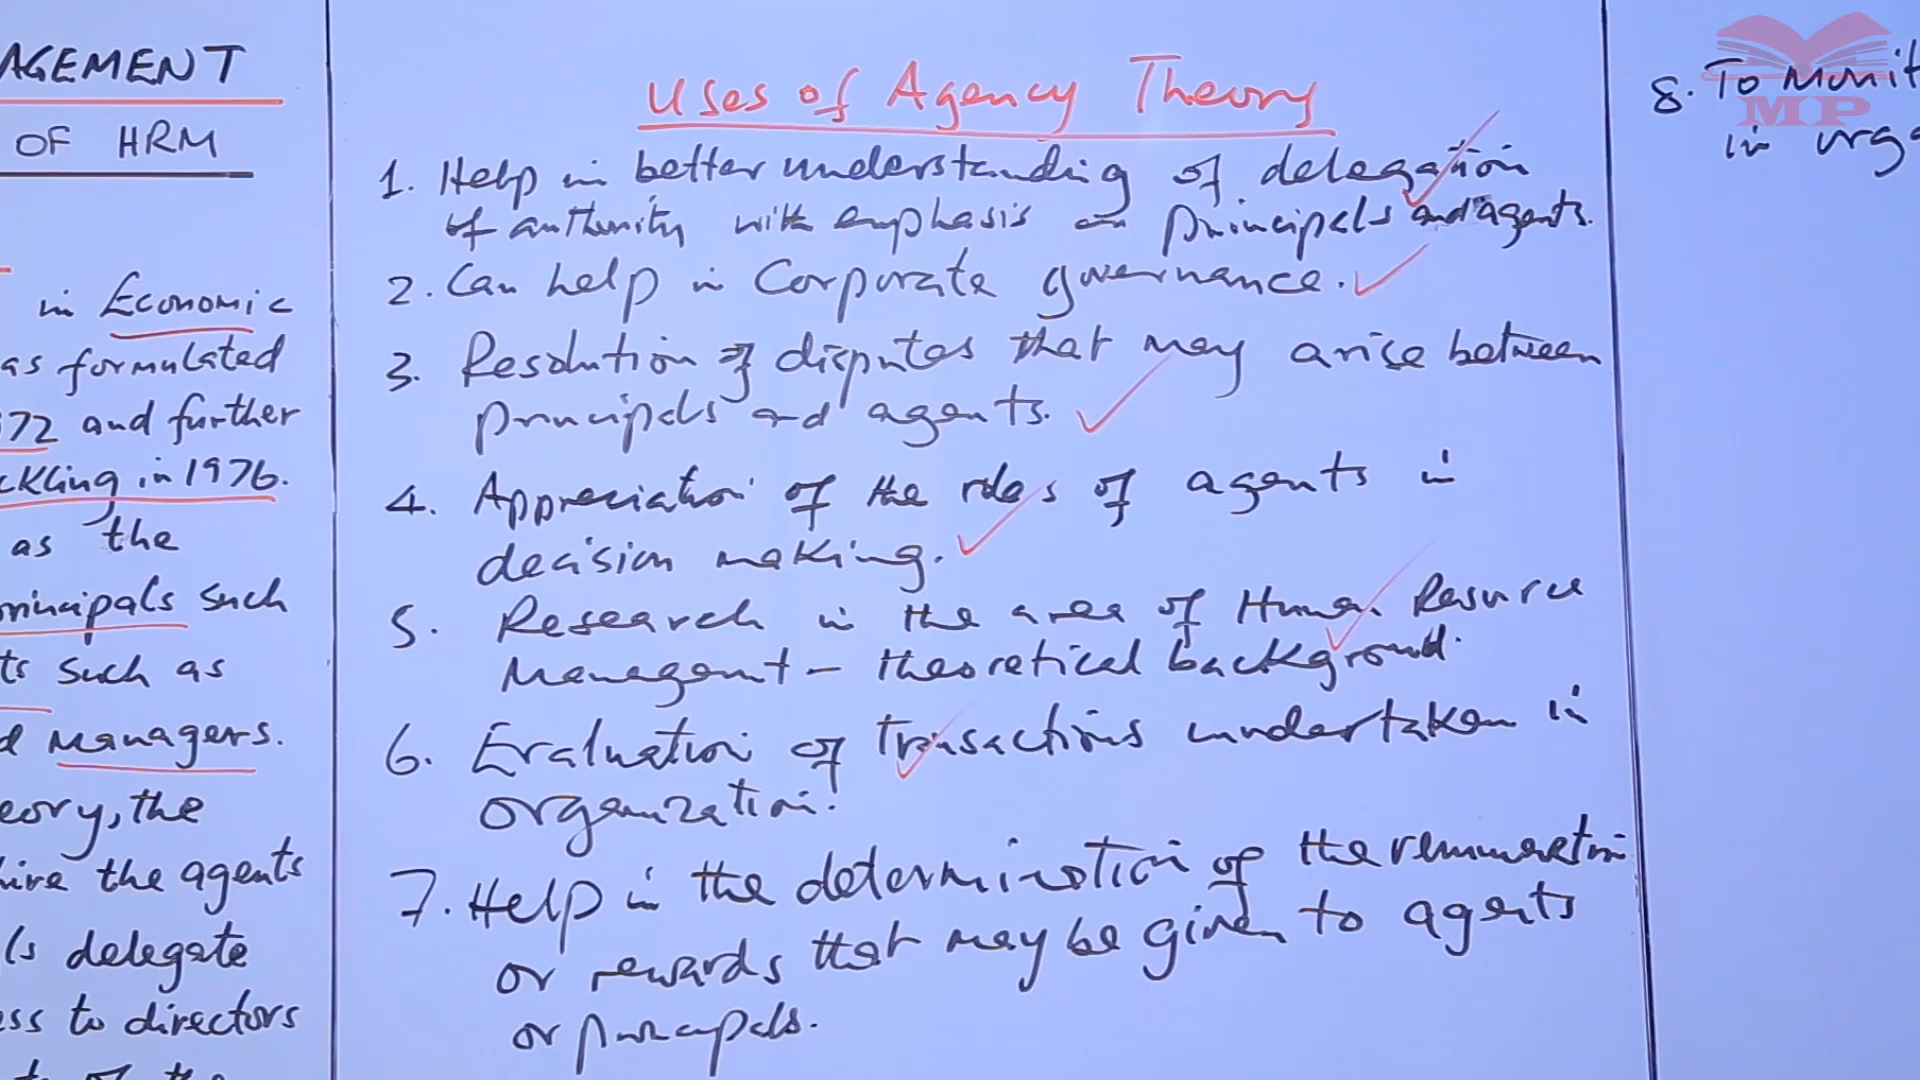 AGEMENT
OF HRM
in Economic
as formulated
972 and further
ckling in 1976.
as the
rincipals such
ts such as
d managers.
eory, the
hire the agents
ls delegate
ess to directors
Uses of Agency Theory
1. Help in better understanding of delegation
of authority with emphasis on principals and agents.
2. Can help in Corporate governance.
3. Resolution of disputes that may arise between
principals and agents.
4. Appreciation of the roles of agents in
decision making.
5. Research in the area of Human Resource
Management - theoretical background.
6. Evaluation of transactions undertaken in
organization.
7. Help in the determination of the remuneration
or rewards that may be given to agents
or principals.
8. To Monit
in orga
MP